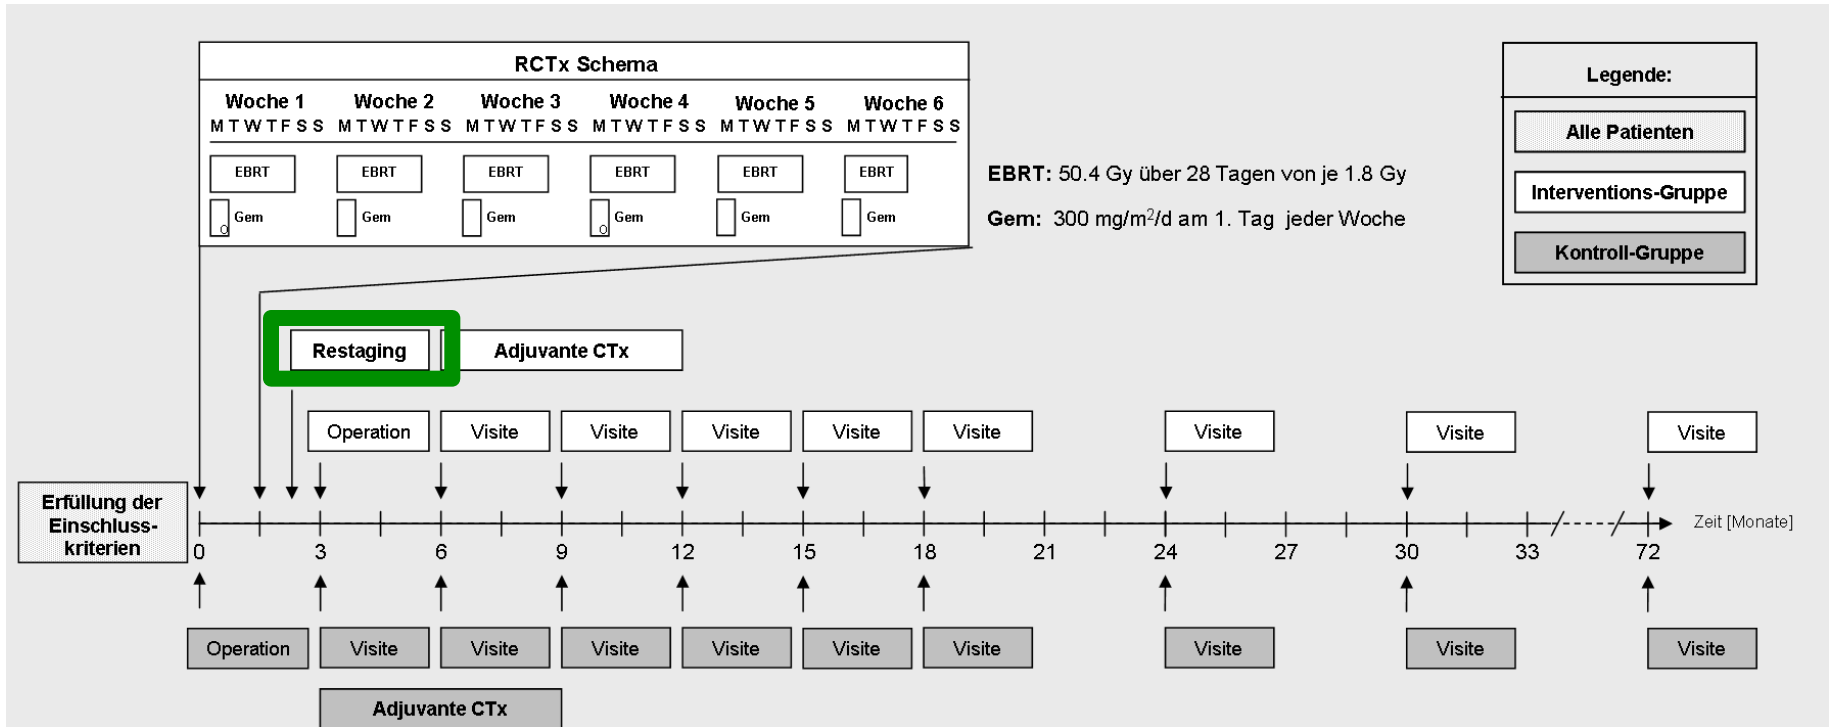 RCTx Schema
Woche 1 Woche 2 Woche 3 Woche 4 Woche 5 Woche 6
M T W T F S S M T W T F S S M T W T F S S M T W T F S S M T W T F S S M T W T F S S
EBRT EBRT EBRT EBRT EBRT EBRT
Gem Gem Gem Gem Gem Gem
O O
EBRT: 50.4 Gy über 28 Tagen von je 1.8 Gy
Gem: 300 mg/m²/d am 1. Tag jeder Woche
Legende:
Alle Patienten
Interventions-Gruppe
Kontroll-Gruppe
Restaging Adjuvante CTx
Operation Visite Visite Visite Visite Visite Visite Visite Visite
Erfüllung der
Einschluss-
kriterien
Zeit [Monate]
0 3 6 9 12 15 18 21 24 27 30 33 72
Operation Visite Visite Visite Visite Visite Visite Visite Visite Visite
Adjuvante CTx